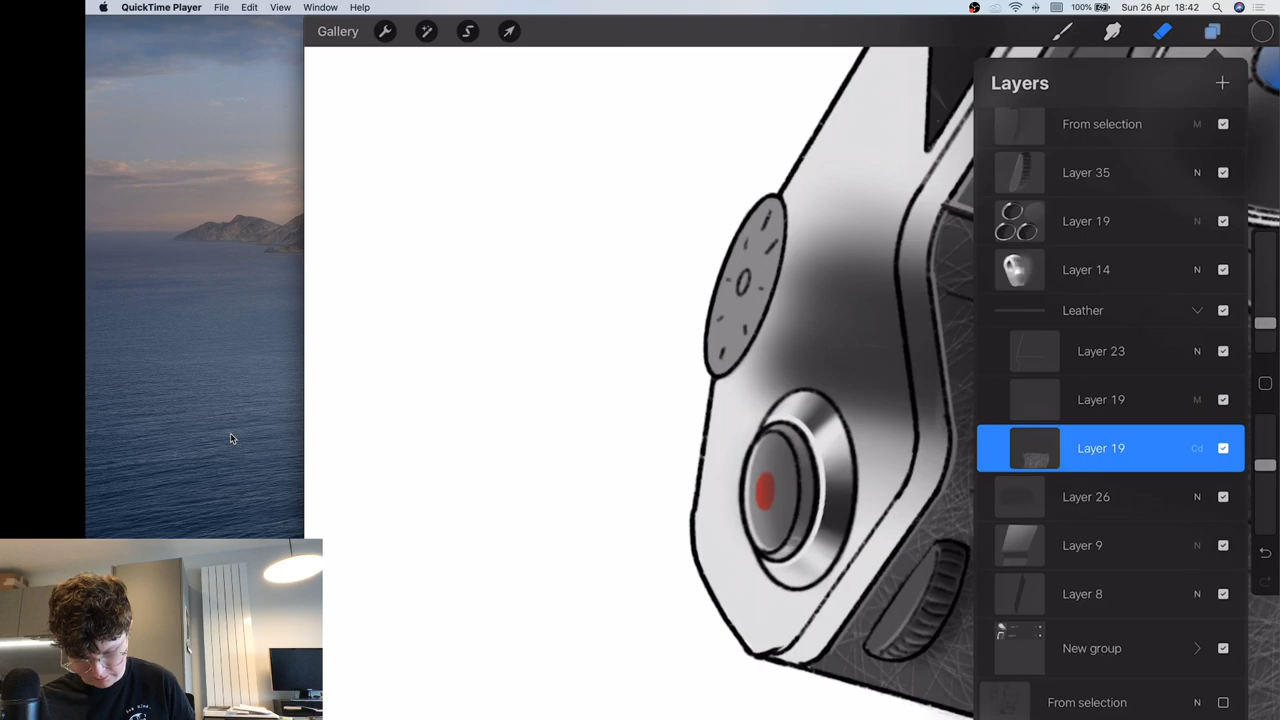 QuickTime Player File Edit View Window Help 100% Sun 26 Apr 18:42
Gallery
Layers
From selection M
Layer 35 N
Layer 19 N
Layer 14 N
Leather
Layer 23 N
Layer 19 M
Layer 19 Cd
Layer 26 N
Layer 9 N
Layer 8 N
New group
From selection N